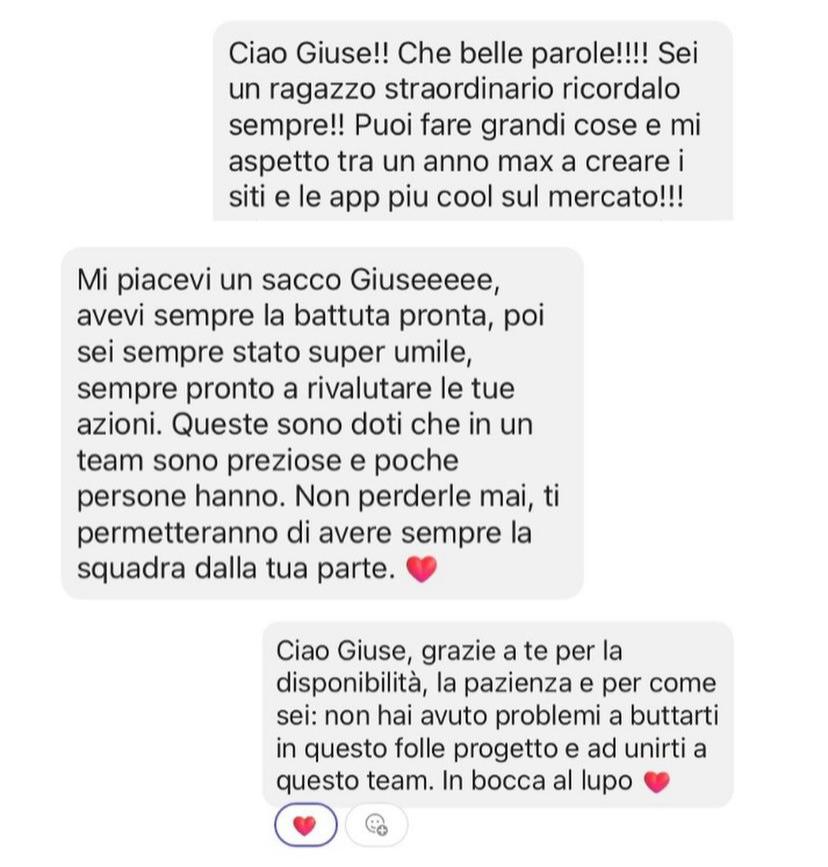 Ciao Giuse!! Che belle parole!!!! Sei
un ragazzo straordinario ricordalo
sempre!! Puoi fare grandi cose e mi
aspetto tra un anno max a creare i
siti e le app piu cool sul mercato!!!
Mi piacevi un sacco Giuseeeee,
avevi sempre la battuta pronta, poi
sei sempre stato super umile,
sempre pronto a rivalutare le tue
azioni. Queste sono doti che in un
team sono preziose e poche
persone hanno. Non perderle mai, ti
permetteranno di avere sempre la
squadra dalla tua parte. ❤️
Ciao Giuse, grazie a te per la
disponibilità, la pazienza e per come
sei: non hai avuto problemi a buttarti
in questo folle progetto e ad unirti a
questo team. In bocca al lupo ❤️